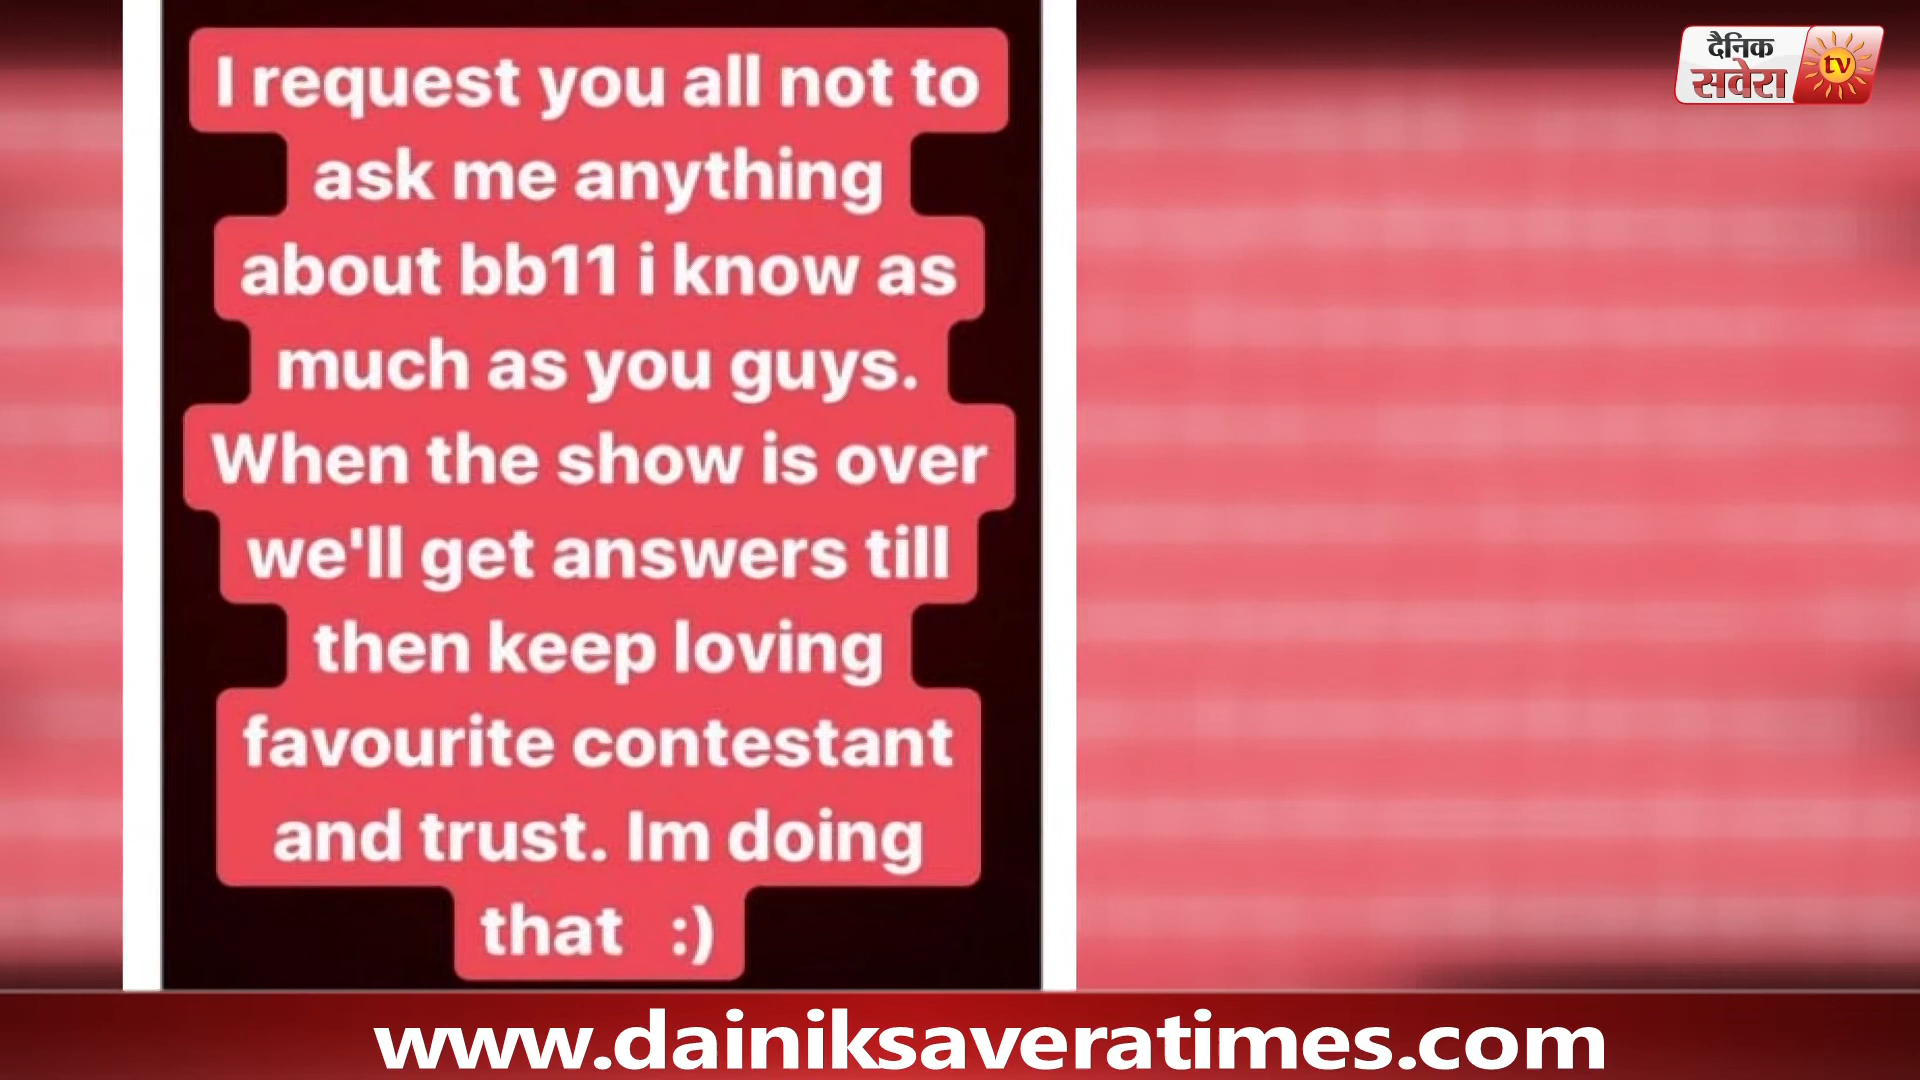 I request you all not to
ask me anything
about bb11 i know as
much as you guys.
When the show is over
we'll get answers till
then keep loving
favourite contestant
and trust. Im doing
that :)
दैनिक
सवेरा tv
www.dainiksaveratimes.com